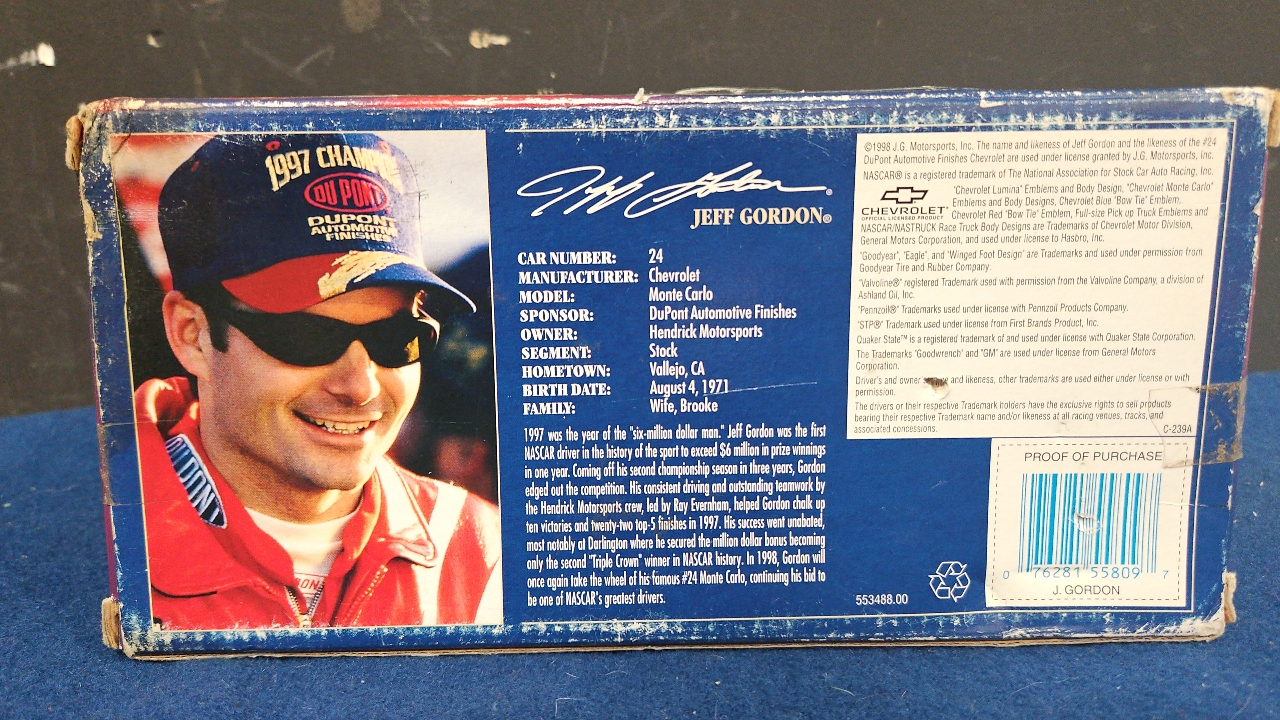 1997 CHAMPION
DU PONT
DUPONT
AUTOMOTIVE
FINISHES
DU PONT
Jeff Gordon
JEFF GORDON®
CAR NUMBER: 24
MANUFACTURER: Chevrolet
MODEL: Monte Carlo
SPONSOR: DuPont Automotive Finishes
OWNER: Hendrick Motorsports
SEGMENT: Stock
HOMETOWN: Vallejo, CA
BIRTH DATE: August 4, 1971
FAMILY: Wife, Brooke
1997 was the year of the "six-million dollar man." Jeff Gordon was the first
NASCAR driver in the history of the sport to exceed $6 million in prize winnings
in one year. Coming off his second championship season in three years, Gordon
edged out the competition. His consistent driving and outstanding teamwork by
the Hendrick Motorsports crew, led by Ray Evernham, helped Gordon chalk up
ten victories and twenty-two top-5 finishes in 1997. His success went unabated,
most notably at Darlington where he secured the million dollar bonus becoming
only the second "Triple Crown" winner in NASCAR history. In 1998, Gordon will
once again take the wheel of his famous #24 Monte Carlo, continuing his bid to
be one of NASCAR's greatest drivers.
©1998 J.G. Motorsports, Inc. The name and likeness of Jeff Gordon and the likeness of the #24
DuPont Automotive Finishes Chevrolet are used under license granted by J.G. Motorsports, Inc.
NASCAR® is registered trademark of The National Association for Stock Car Auto Racing, Inc.
CHEVROLET
OFFICIAL LICENSED PRODUCT
"Chevrolet Lumina" Emblems and Body Design, "Chevrolet Monte Carlo"
Emblems and Body Designs, Chevrolet Blue "Bow Tie" Emblem,
Chevrolet Red "Bow Tie" Emblem, Full-size Pick up Truck Emblems and
NASCAR/NASTRUCK Race Truck Body Designs are Trademarks of Chevrolet Motor Division,
General Motors Corporation, and used under license to Hasbro, Inc.
"Goodyear", "Eagle", and "Winged Foot Design" are Trademarks and used under permission from
Goodyear Tire and Rubber Company.
"Valvoline®" registered Trademark used with permission from the Valvoline Company, a division of
Ashland Oil, Inc.
"Pennzoil®" Trademarks used under license with Pennzoil Products Company.
"STP®" Trademark used under license from First Brands Product, Inc.
Quaker State™ is a registered trademark of and used under license with Quaker State Corporation.
The Trademarks "Goodwrench" and "GM" are used under license from General Motors
Corporation.
Driver's and owner and likeness, other trademarks are used either under license or with
permission.
The drivers or their respective Trademark holders have the exclusive rights to sell products
bearing their respective Trademark name and/or likeness at all racing venues, tracks, and
associated concessions.
C-239A
PROOF OF PURCHASE
0 76281 55809 7
J. GORDON
553488.00